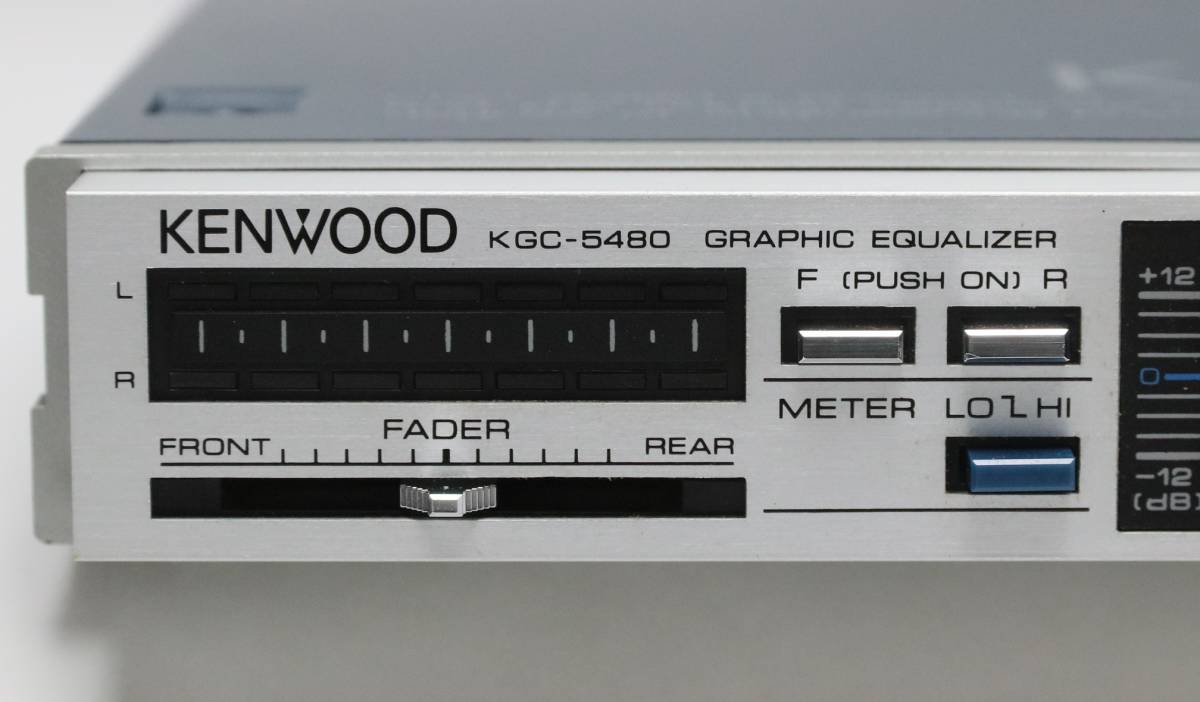 KENWOOD KGC-5480 GRAPHIC EQUALIZER
L
R
FADER
FRONT REAR
F (PUSH ON) R
METER LO HI
+12
0
-12
(dB)